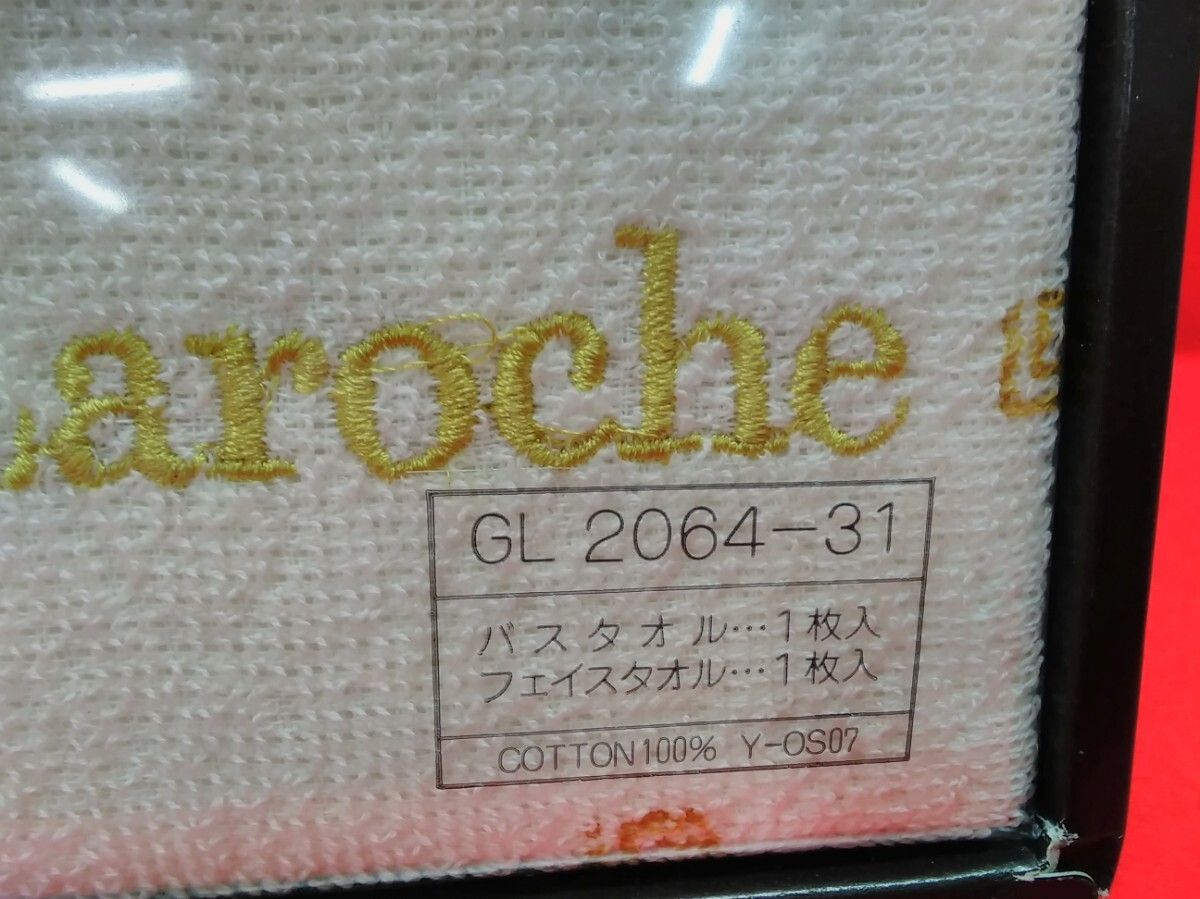 aroche
GL 2064-31
バスタオル…1枚入
フェイスタオル…1枚入
COTTON100% Y-OS07